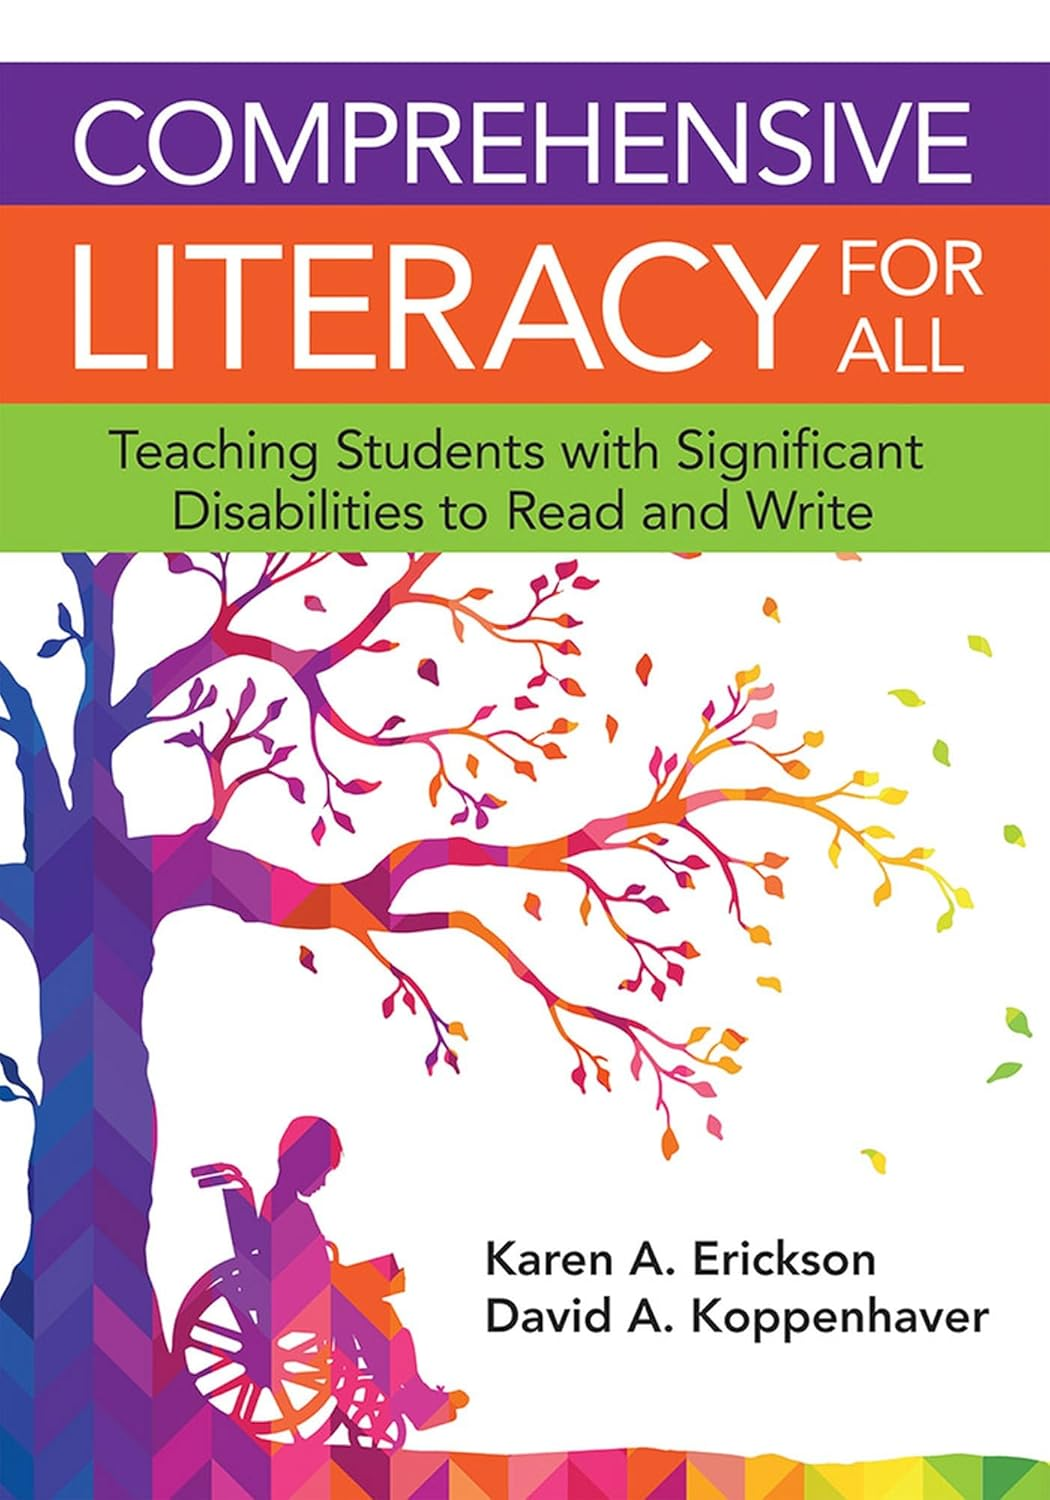 COMPREHENSIVE
LITERACY FOR
ALL
Teaching Students with Significant
Disabilities to Read and Write
Karen A. Erickson
David A. Koppenhaver